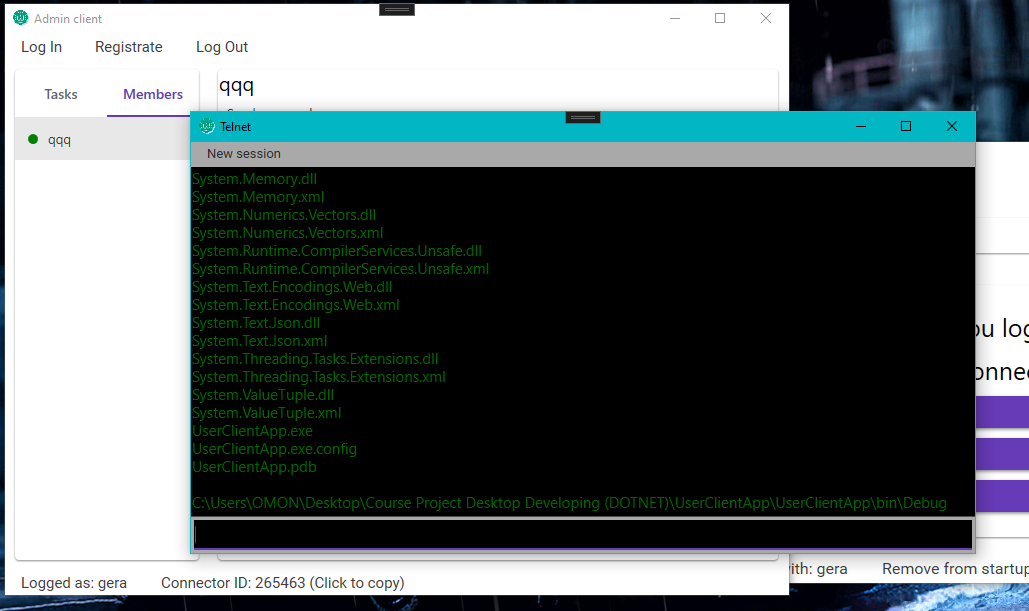 Admin client
Log In Registrate Log Out
Tasks Members
qqq
qqq
Telnet
New session
System.Memory.dll
System.Memory.xml
System.Numerics.Vectors.dll
System.Numerics.Vectors.xml
System.Runtime.CompilerServices.Unsafe.dll
System.Runtime.CompilerServices.Unsafe.xml
System.Text.Encodings.Web.dll
System.Text.Encodings.Web.xml
System.Text.Json.dll
System.Text.Json.xml
System.Threading.Tasks.Extensions.dll
System.Threading.Tasks.Extensions.xml
System.ValueTuple.dll
System.ValueTuple.xml
UserClientApp.exe
UserClientApp.exe.config
UserClientApp.pdb
C:\Users\OMON\Desktop\Course Project Desktop Developing (DOTNET)\UserClientApp\UserClientApp\bin\Debug
Logged as: gera Connector ID: 265463 (Click to copy)
gera Remove from startup